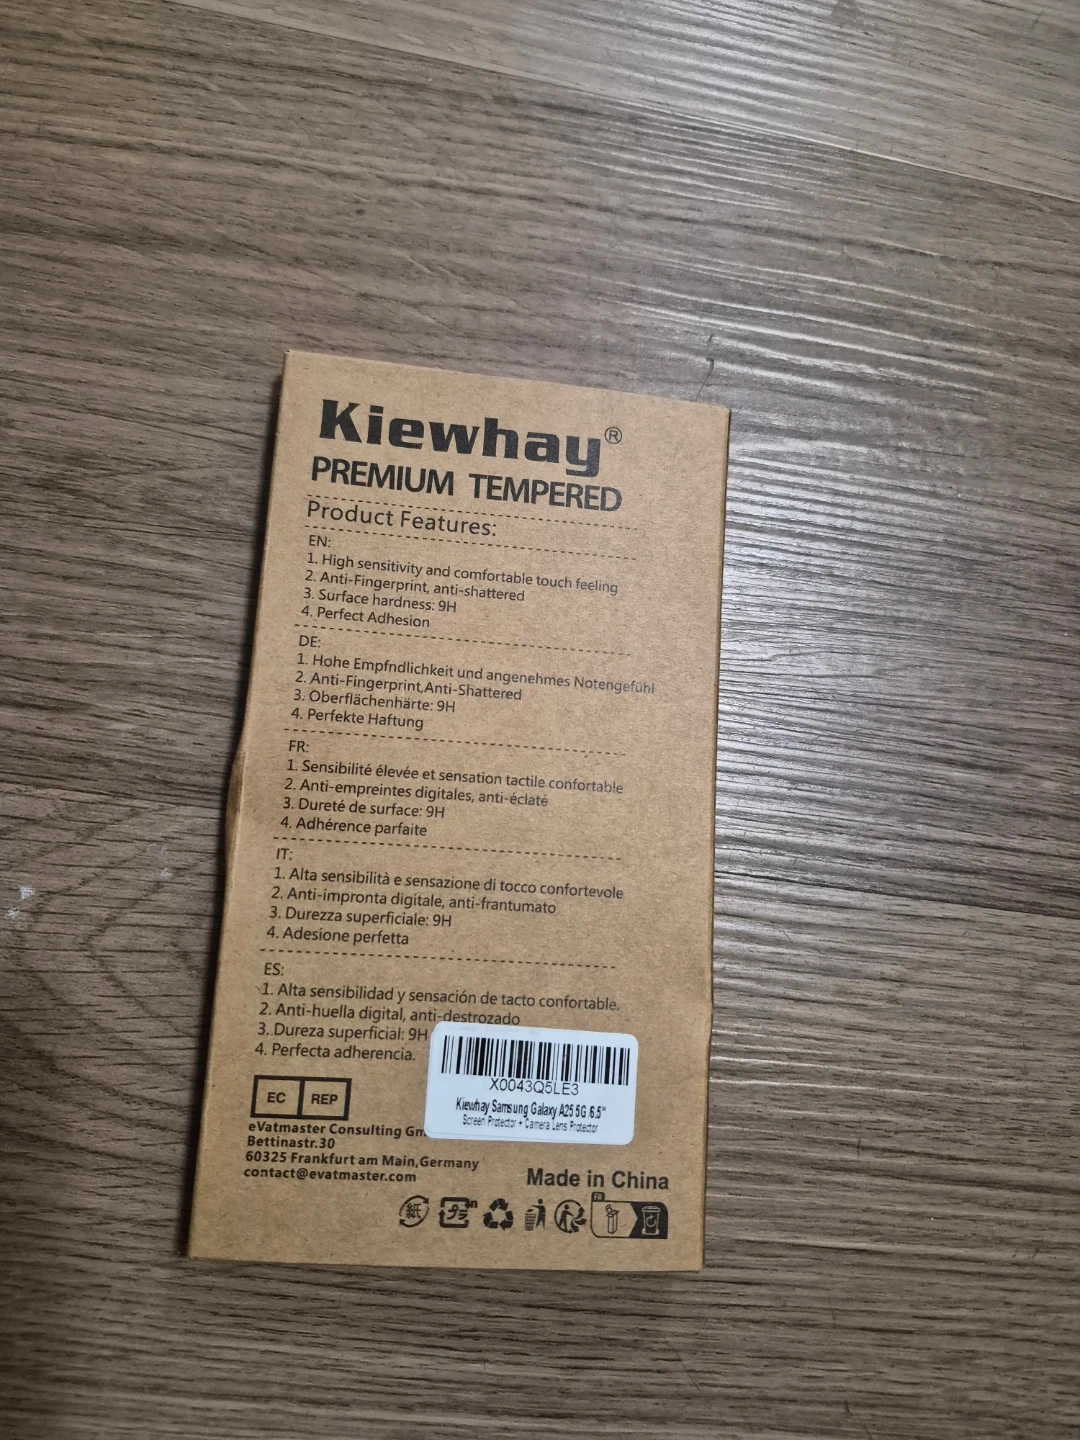 Kiewhay®
PREMIUM TEMPERED
Product Features:
EN:
1. High sensitivity and comfortable touch feeling
2. Anti-Fingerprint, anti-shattered
3. Surface hardness: 9H
4. Perfect Adhesion
DE:
1. Hohe Empfndlichkeit und angenehmes Notengefühl
2. Anti-Fingerprint,Anti-Shattered
3. Oberflächenhärte: 9H
4. Perfekte Haftung
FR:
1. Sensibilité élevée et sensation tactile confortable
2. Anti-empreintes digitales, anti-éclaté
3. Dureté de surface: 9H
4. Adhérence parfaite
IT:
1. Alta sensibilità e sensazione di tocco confortevole
2. Anti-impronta digitale, anti-frantumato
3. Durezza superficiale: 9H
4. Adesione perfetta
ES:
1. Alta sensibilidad y sensación de tacto confortable.
2. Anti-huella digital, anti-destrozado
3. Dureza superficial: 9H
4. Perfecta adherencia.
X0043Q5LE3
Kiewhay Samsung Galaxy A25 5G 6.5"
Screen Protector + Camera Lens Protector
EC REP
eVatmaster Consulting
Bettinastr.30
60325 Frankfurt am Main,Germany
contact@evatmaster.com
Made in China
紙
プラ
FR